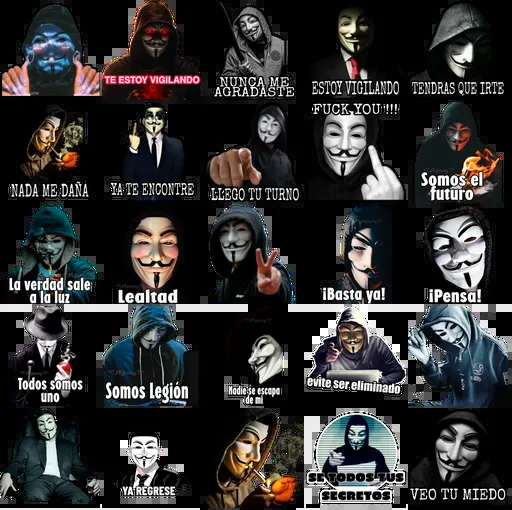 TE ESTOY VIGILANDO
NUNCA ME
AGRADASTE
ESTOY VIGILANDO
TENDRAS QUE IRTE
NADA ME DAÑA
YA TE ENCONTRE
LLEGO TU TURNO
FUCK YOU !!!
Somos el
futuro
La verdad sale
a la luz
Lealtad
¡Basta ya!
¡Piensa!
Todos somos
uno
Somos Legión
Nadie se escapa
de mi
evite ser eliminado
YA REGRESE
SE TODOS TUS
SECRETOS
VEO TU MIEDO